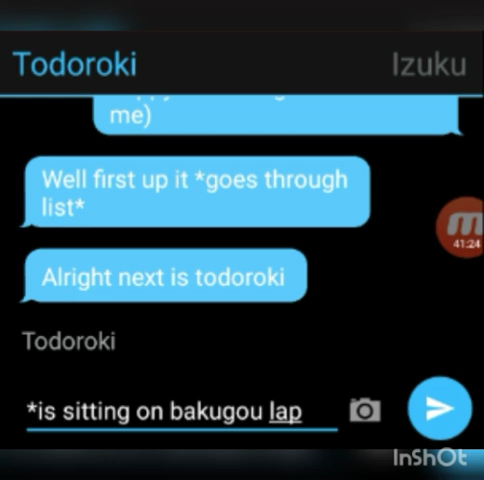 Todoroki Izuku
me)
Well first up it *goes through
list*
41:24
Alright next is todoroki
Todoroki
*is sitting on bakugou lap
InShOt